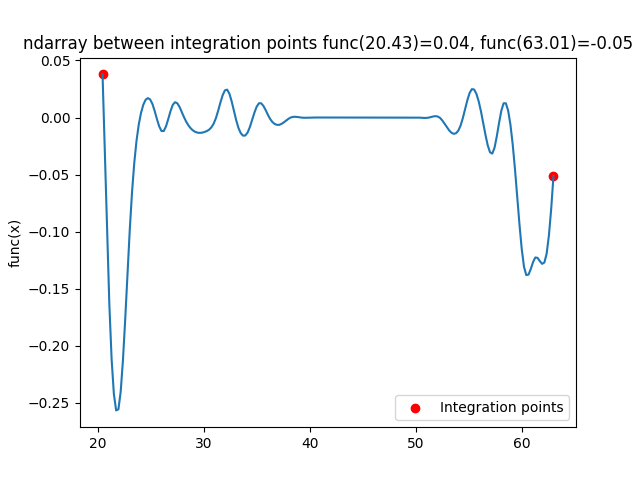 ndarray between integration points func(20.43)=0.04, func(63.01)=-0.05
0.05
0.00
−0.05
−0.10
−0.15
−0.20
−0.25
func(x)
Integration points
20 30 40 50 60